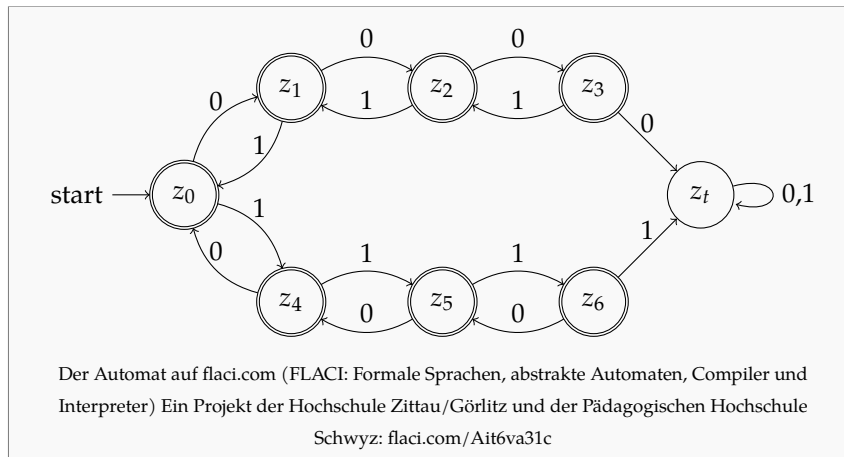 0
0
z₁
z₂
z₃
1
1
0
0
1
start
z₀
zₜ
0,1
1
0
1
1
1
z₄
z₅
z₆
0
0
Der Automat auf flaci.com (FLACI: Formale Sprachen, abstrakte Automaten, Compiler und
Interpreter) Ein Projekt der Hochschule Zittau/Görlitz und der Pädagogischen Hochschule
Schwyz: flaci.com/Ait6va31c